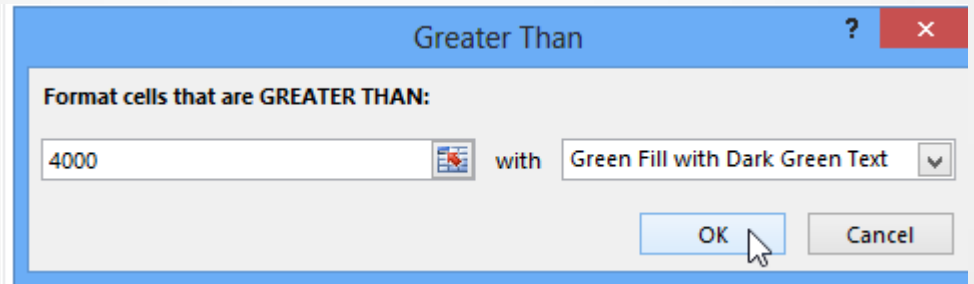 Greater Than
?
Format cells that are GREATER THAN:
4000 with Green Fill with Dark Green Text
OK Cancel